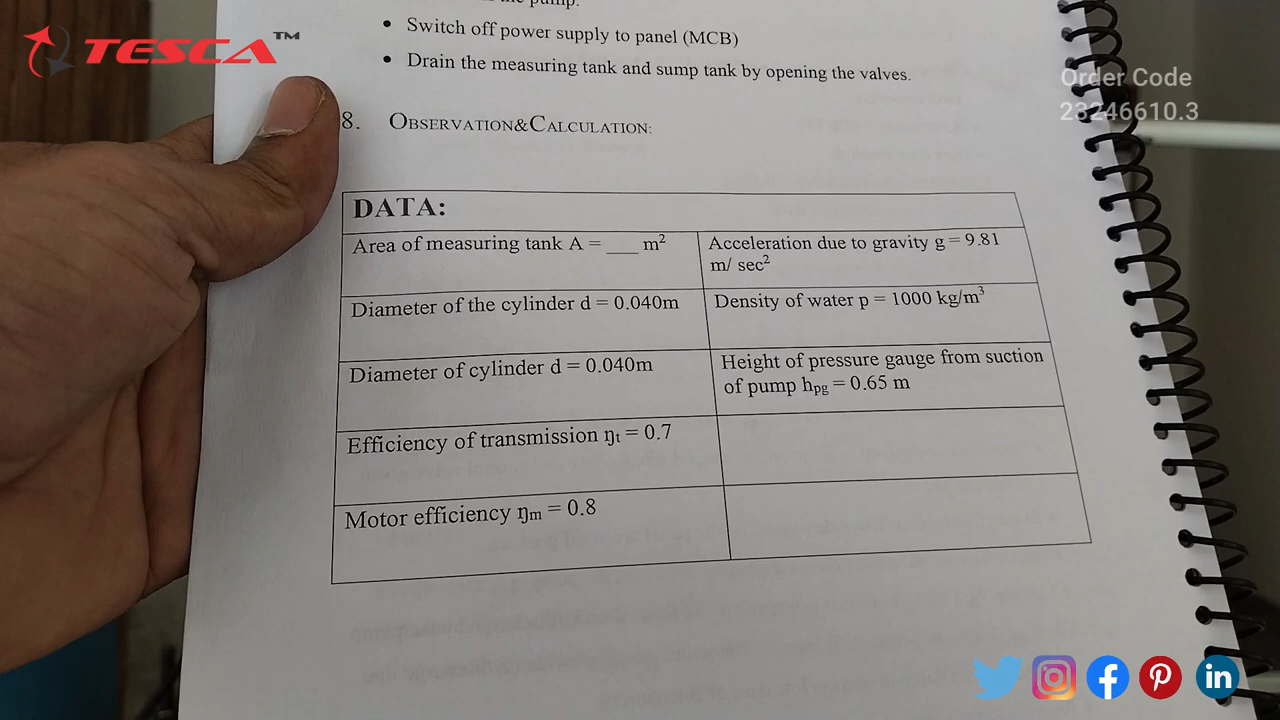 TESCA™
the pump.
• Switch off power supply to panel (MCB)
• Drain the measuring tank and sump tank by opening the valves.
Order Code
23246610.3
8. OBSERVATION&CALCULATION:
DATA:
Area of measuring tank A = ___ m²
Acceleration due to gravity g = 9.81
m/ sec²
Diameter of the cylinder d = 0.040m
Density of water p = 1000 kg/m³
Diameter of cylinder d = 0.040m
Height of pressure gauge from suction
of pump hpg = 0.65 m
Efficiency of transmission ŋt = 0.7
Motor efficiency ŋm = 0.8